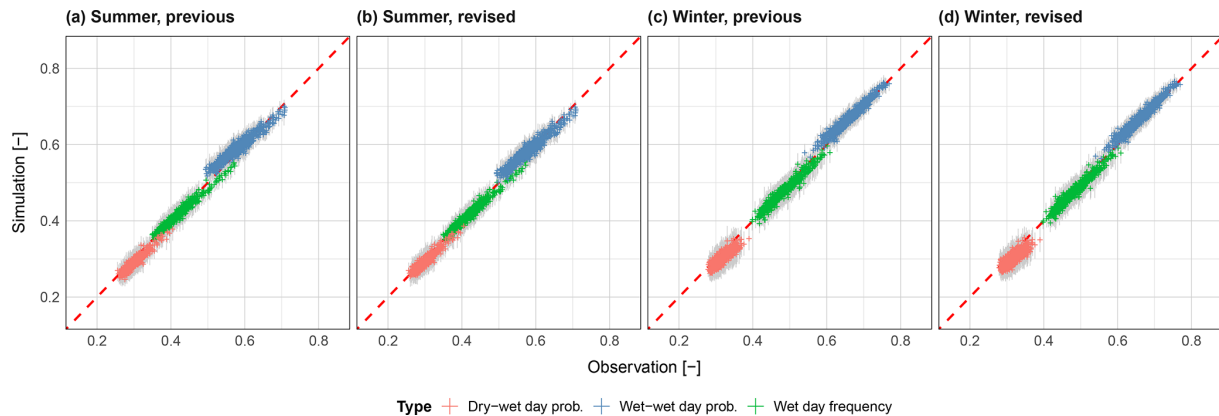 (a) Summer, previous
(b) Summer, revised
(c) Winter, previous
(d) Winter, revised
Simulation [−]
0.8
0.6
0.4
0.2
0.2 0.4 0.6 0.8
0.2 0.4 0.6 0.8
0.2 0.4 0.6 0.8
0.2 0.4 0.6 0.8
Observation [−]
Type Dry−wet day prob. Wet−wet day prob. Wet day frequency